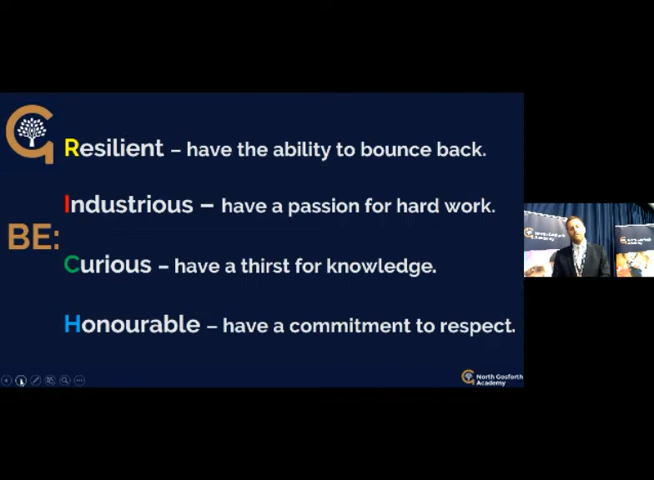 Resilient – have the ability to bounce back.
Industrious – have a passion for hard work.
BE:
Curious – have a thirst for knowledge.
Honourable – have a commitment to respect.
North Gosforth
Academy